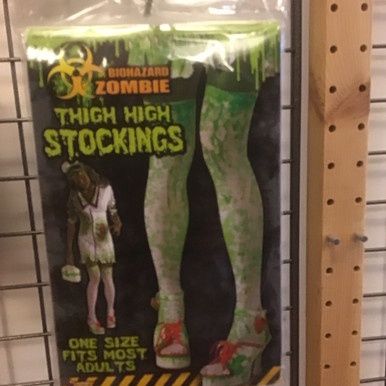 BIOHAZARD
ZOMBIE
THIGH HIGH
STOCKINGS
ONE SIZE
FITS MOST
ADULTS